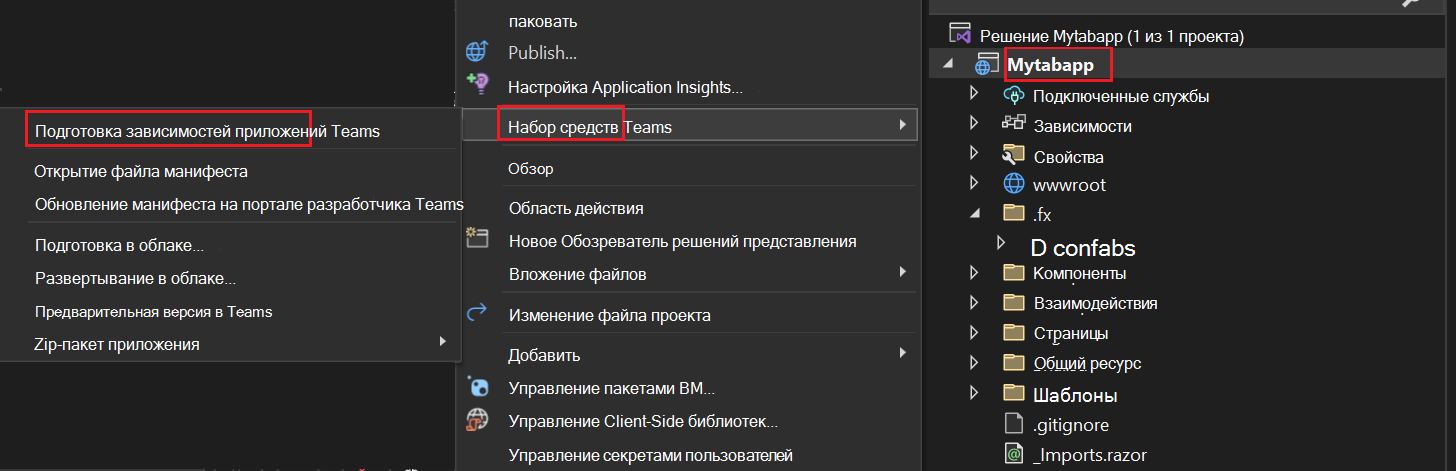 Подготовка зависимостей приложений Teams
Открытие файла манифеста
Обновление манифеста на портале разработчика Teams
Подготовка в облаке...
Развертывание в облаке...
Предварительная версия в Teams
Zip-пакет приложения
паковать
Publish...
Настройка Application Insights...
Набор средств Teams
Обзор
Область действия
Новое Обозреватель решений представления
Вложение файлов
Изменение файла проекта
Добавить
Управление пакетами ВМ...
Управление Client-Side библиотек...
Управление секретами пользователей
Решение Mytabapp (1 из 1 проекта)
Mytabapp
Подключенные службы
Зависимости
Свойства
wwwroot
.fx
D confabs
Компоненты
Взаимодействия
Страницы
Общий ресурс
Шаблоны
.gitignore
_Imports.razor